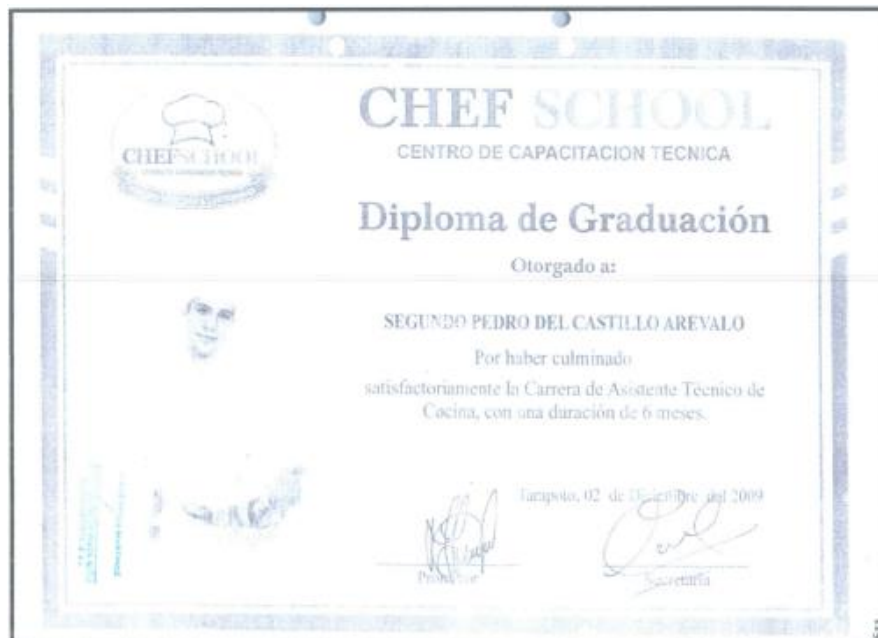 CHEF SCHOOL
CHEF SCHOOL
CENTRO DE CAPACITACION TECNICA
Diploma de Graduación
Otorgado a:
SEGUNDO PEDRO DEL CASTILLO AREVALO
Por haber culminado
satisfactoriamente la Carrera de Asistente Técnico de
Cocina, con una duración de 6 meses.
Tarapoto, 02 de Diciembre del 2009
Secretaria